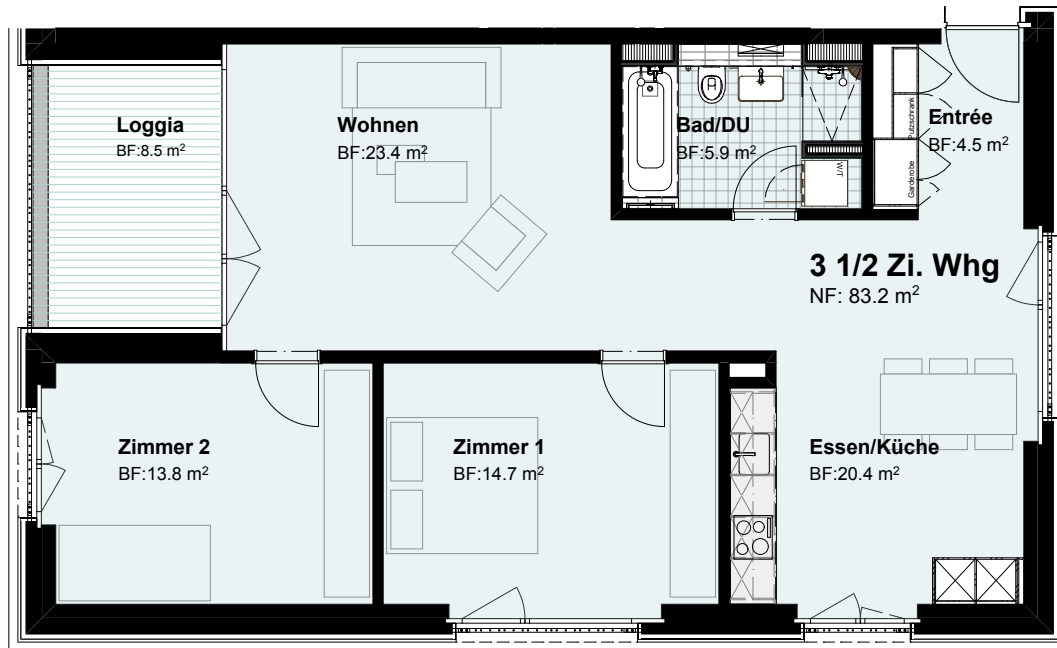 Loggia
BF:8.5 m²
Wohnen
BF:23.4 m²
Bad/DU
BF:5.9 m²
W/T
Putzschrank
Garderobe
Entrée
BF:4.5 m²
3 1/2 Zi. Whg
NF: 83.2 m²
Zimmer 2
BF:13.8 m²
Zimmer 1
BF:14.7 m²
Essen/Küche
BF:20.4 m²